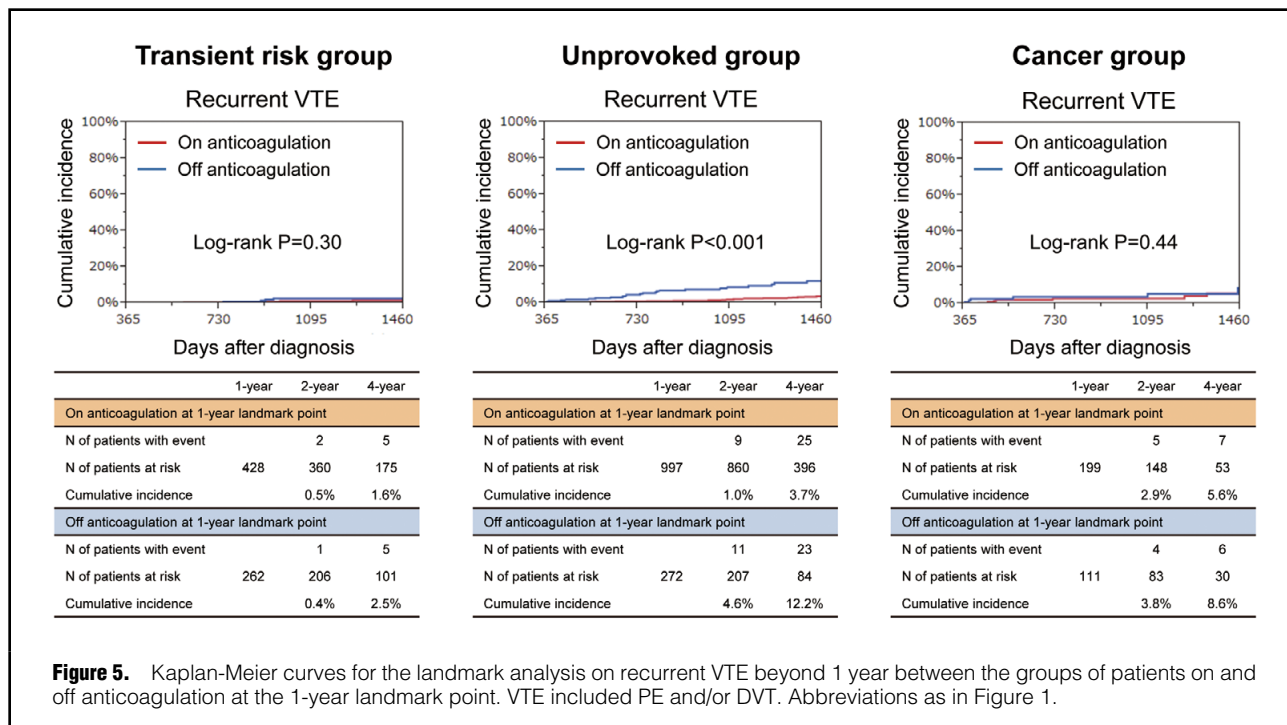 Transient risk group
Recurrent VTE
Cumulative incidence
100%
80%
60%
40%
20%
0%
On anticoagulation
Off anticoagulation
Log-rank P=0.30
365 730 1095 1460
Days after diagnosis
1-year 2-year 4-year
On anticoagulation at 1-year landmark point
N of patients with event 2 5
N of patients at risk 428 360 175
Cumulative incidence 0.5% 1.6%
Off anticoagulation at 1-year landmark point
N of patients with event 1 5
N of patients at risk 262 206 101
Cumulative incidence 0.4% 2.5%
Unprovoked group
Recurrent VTE
Cumulative incidence
100%
80%
60%
40%
20%
0%
On anticoagulation
Off anticoagulation
Log-rank P<0.001
365 730 1095 1460
Days after diagnosis
1-year 2-year 4-year
On anticoagulation at 1-year landmark point
N of patients with event 9 25
N of patients at risk 997 860 396
Cumulative incidence 1.0% 3.7%
Off anticoagulation at 1-year landmark point
N of patients with event 11 23
N of patients at risk 272 207 84
Cumulative incidence 4.6% 12.2%
Cancer group
Recurrent VTE
Cumulative incidence
100%
80%
60%
40%
20%
0%
On anticoagulation
Off anticoagulation
Log-rank P=0.44
365 730 1095 1460
Days after diagnosis
1-year 2-year 4-year
On anticoagulation at 1-year landmark point
N of patients with event 5 7
N of patients at risk 199 148 53
Cumulative incidence 2.9% 5.6%
Off anticoagulation at 1-year landmark point
N of patients with event 4 6
N of patients at risk 111 83 30
Cumulative incidence 3.8% 8.6%
Figure 5. Kaplan-Meier curves for the landmark analysis on recurrent VTE beyond 1 year between the groups of patients on and
off anticoagulation at the 1-year landmark point. VTE included PE and/or DVT. Abbreviations as in Figure 1.